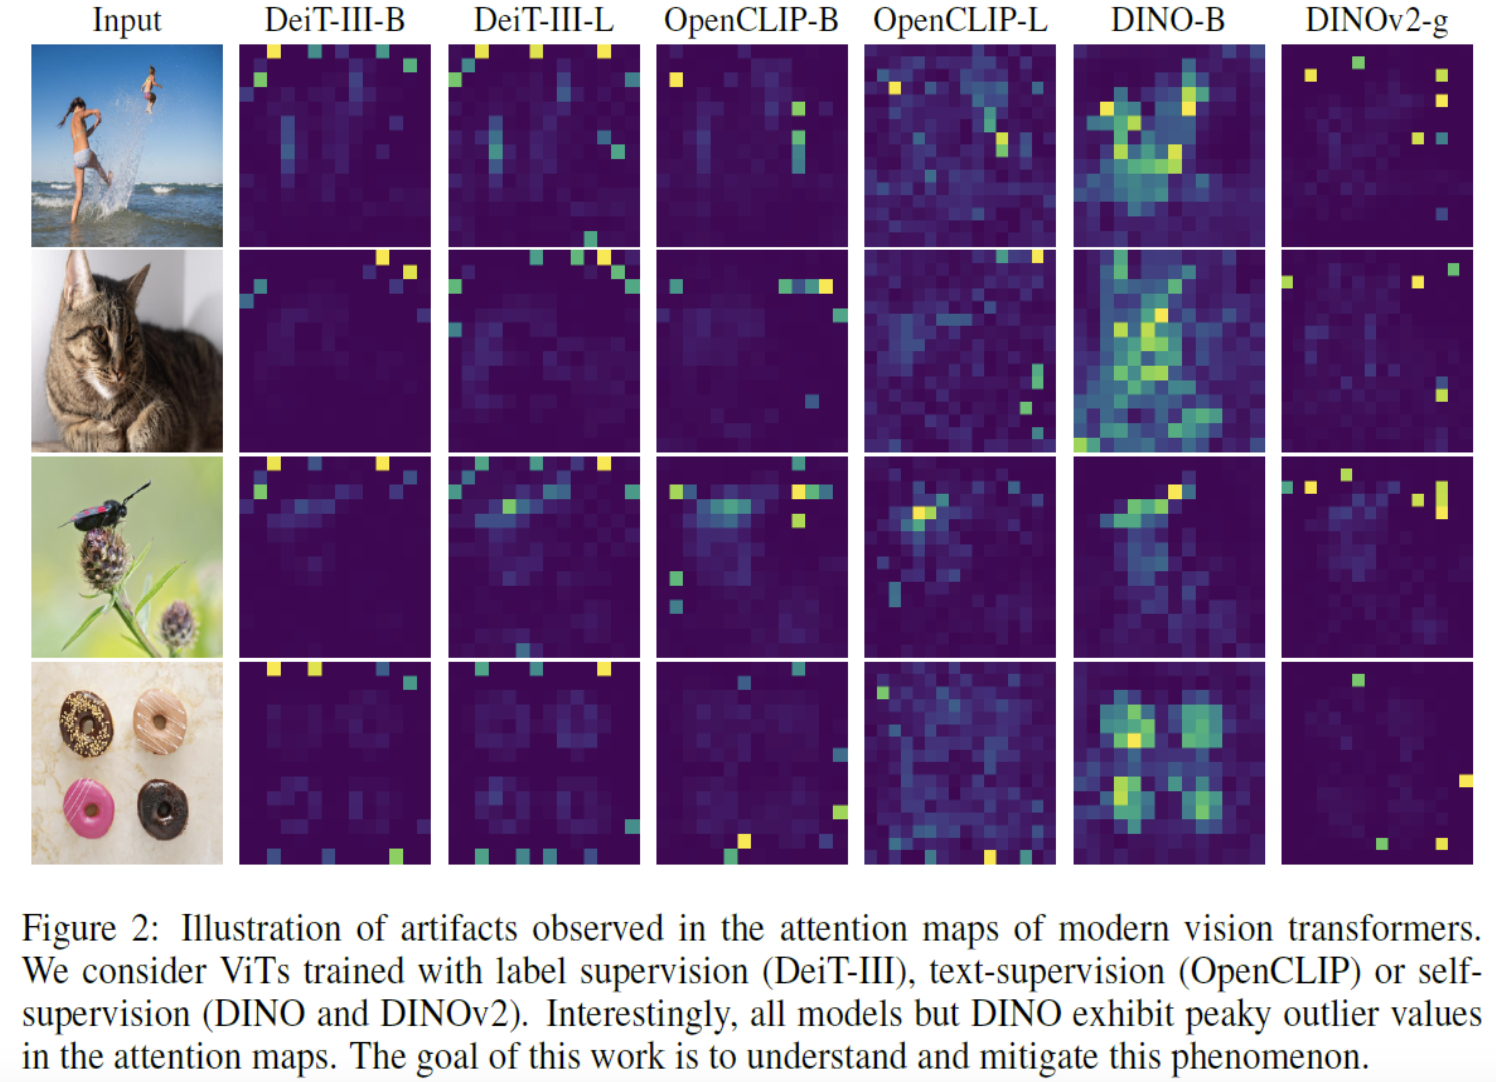 Input DeiT-III-B DeiT-III-L OpenCLIP-B OpenCLIP-L DINO-B DINOv2-g
Figure 2: Illustration of artifacts observed in the attention maps of modern vision transformers.
We consider ViTs trained with label supervision (DeiT-III), text-supervision (OpenCLIP) or self-
supervision (DINO and DINOv2). Interestingly, all models but DINO exhibit peaky outlier values
in the attention maps. The goal of this work is to understand and mitigate this phenomenon.